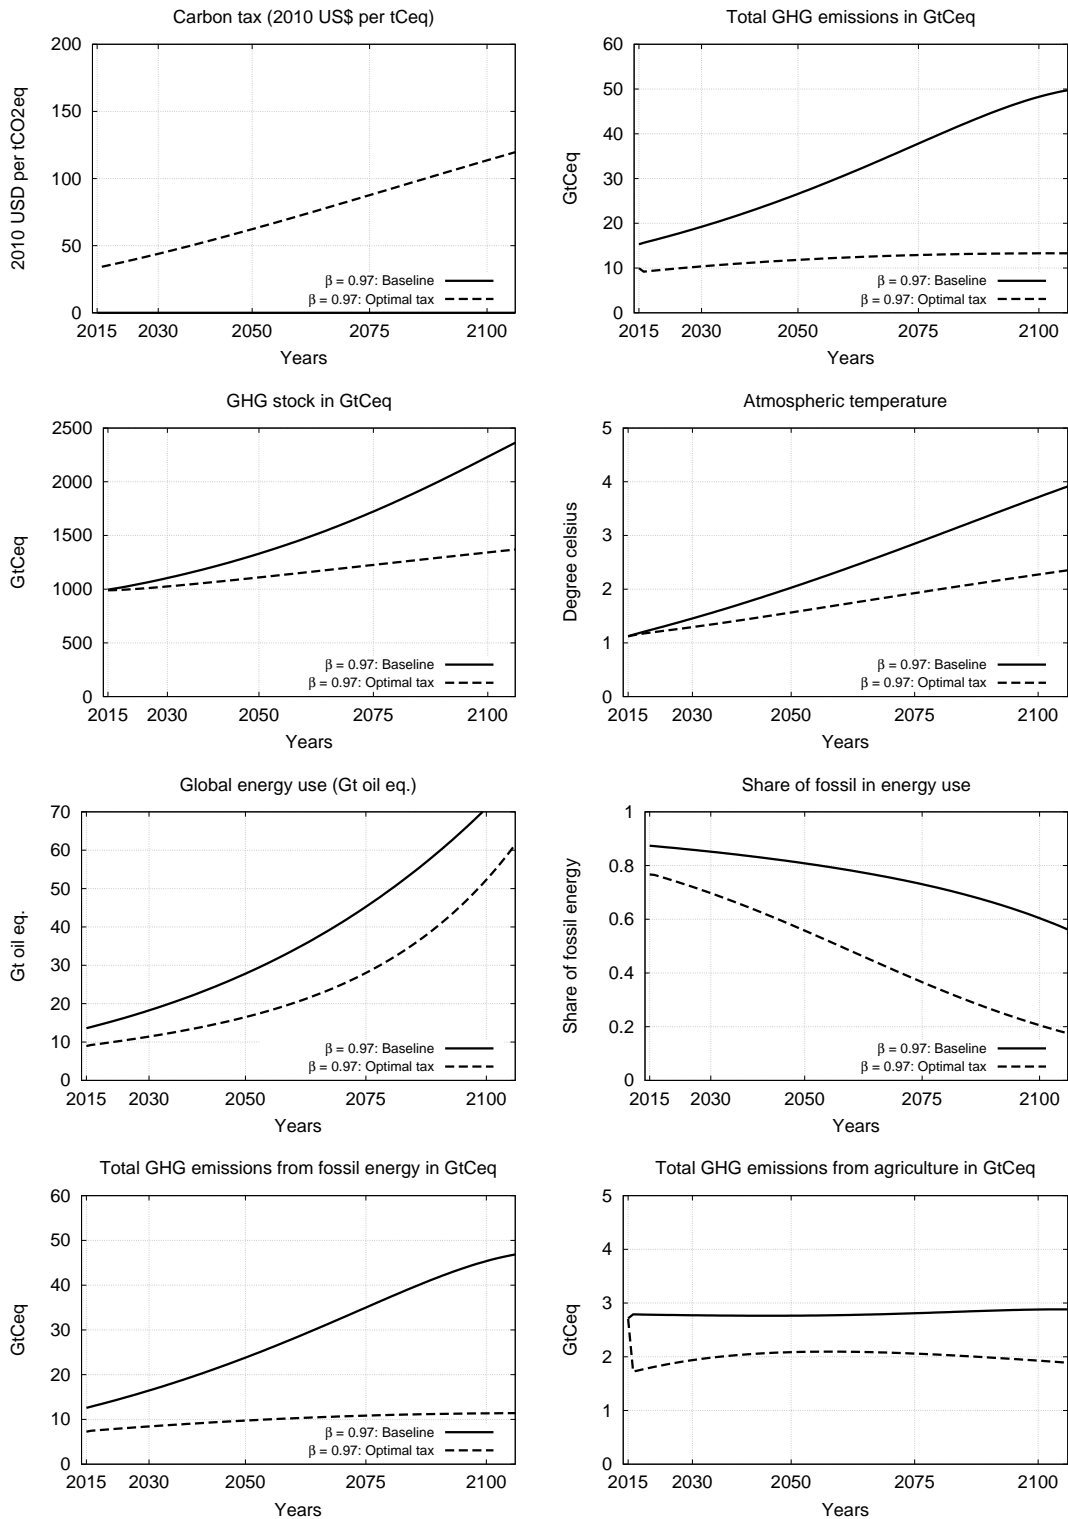 Carbon tax (2010 US$ per tCeq)
2010 USD per tCO2eq
200
150
100
50
0
β = 0.97: Baseline
β = 0.97: Optimal tax
2015 2030 2050 2075 2100
Years
Total GHG emissions in GtCeq
GtCeq
60
50
40
30
20
10
0
β = 0.97: Baseline
β = 0.97: Optimal tax
2015 2030 2050 2075 2100
Years
GHG stock in GtCeq
GtCeq
2500
2000
1500
1000
500
0
β = 0.97: Baseline
β = 0.97: Optimal tax
2015 2030 2050 2075 2100
Years
Atmospheric temperature
Degree celsius
5
4
3
2
1
0
β = 0.97: Baseline
β = 0.97: Optimal tax
2015 2030 2050 2075 2100
Years
Global energy use (Gt oil eq.)
Gt oil eq.
70
60
50
40
30
20
10
0
β = 0.97: Baseline
β = 0.97: Optimal tax
2015 2030 2050 2075 2100
Years
Share of fossil in energy use
Share of fossil energy
1
0.8
0.6
0.4
0.2
0
β = 0.97: Baseline
β = 0.97: Optimal tax
2015 2030 2050 2075 2100
Years
Total GHG emissions from fossil energy in GtCeq
GtCeq
60
50
40
30
20
10
0
β = 0.97: Baseline
β = 0.97: Optimal tax
2015 2030 2050 2075 2100
Years
Total GHG emissions from agriculture in GtCeq
GtCeq
5
4
3
2
1
0
2015 2030 2050 2075 2100
Years